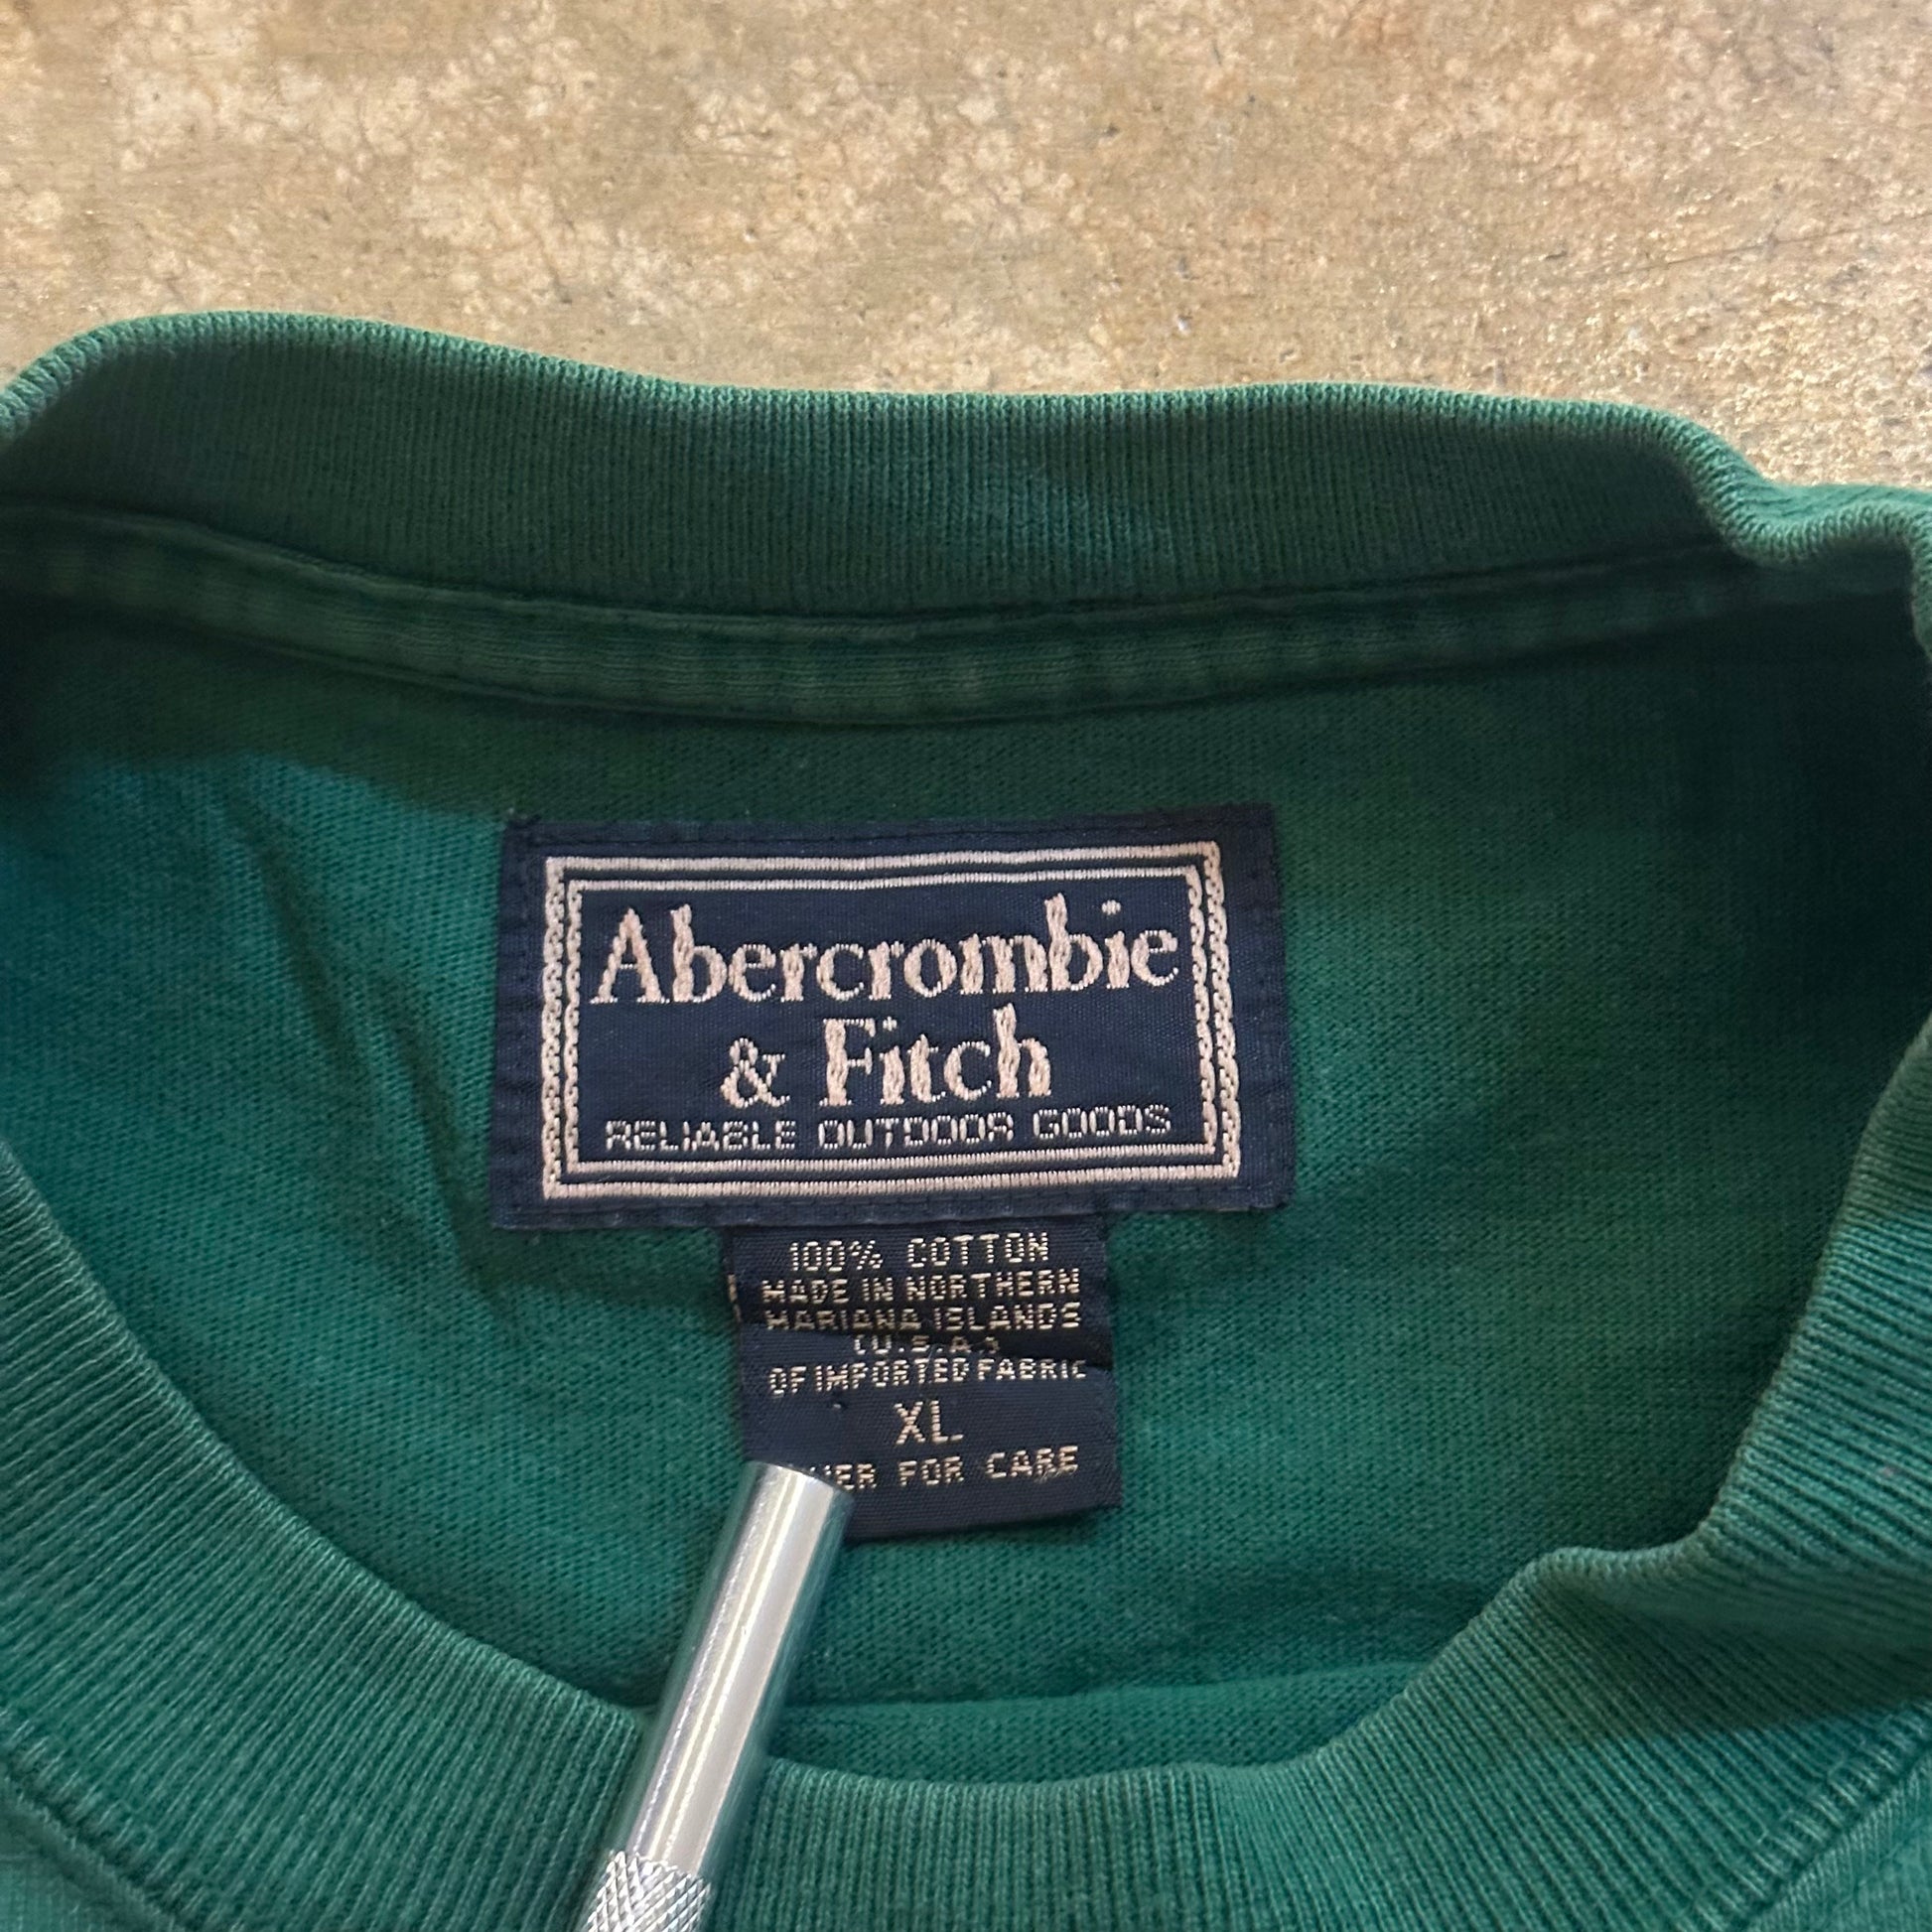 Abercrombie
& Fitch
RELIABLE OUTDOOR GOODS
100% COTTON
MADE IN NORTHERN
MARIANA ISLANDS
(U.S.A.)
OF IMPORTED FABRIC
XL
FOR CARE